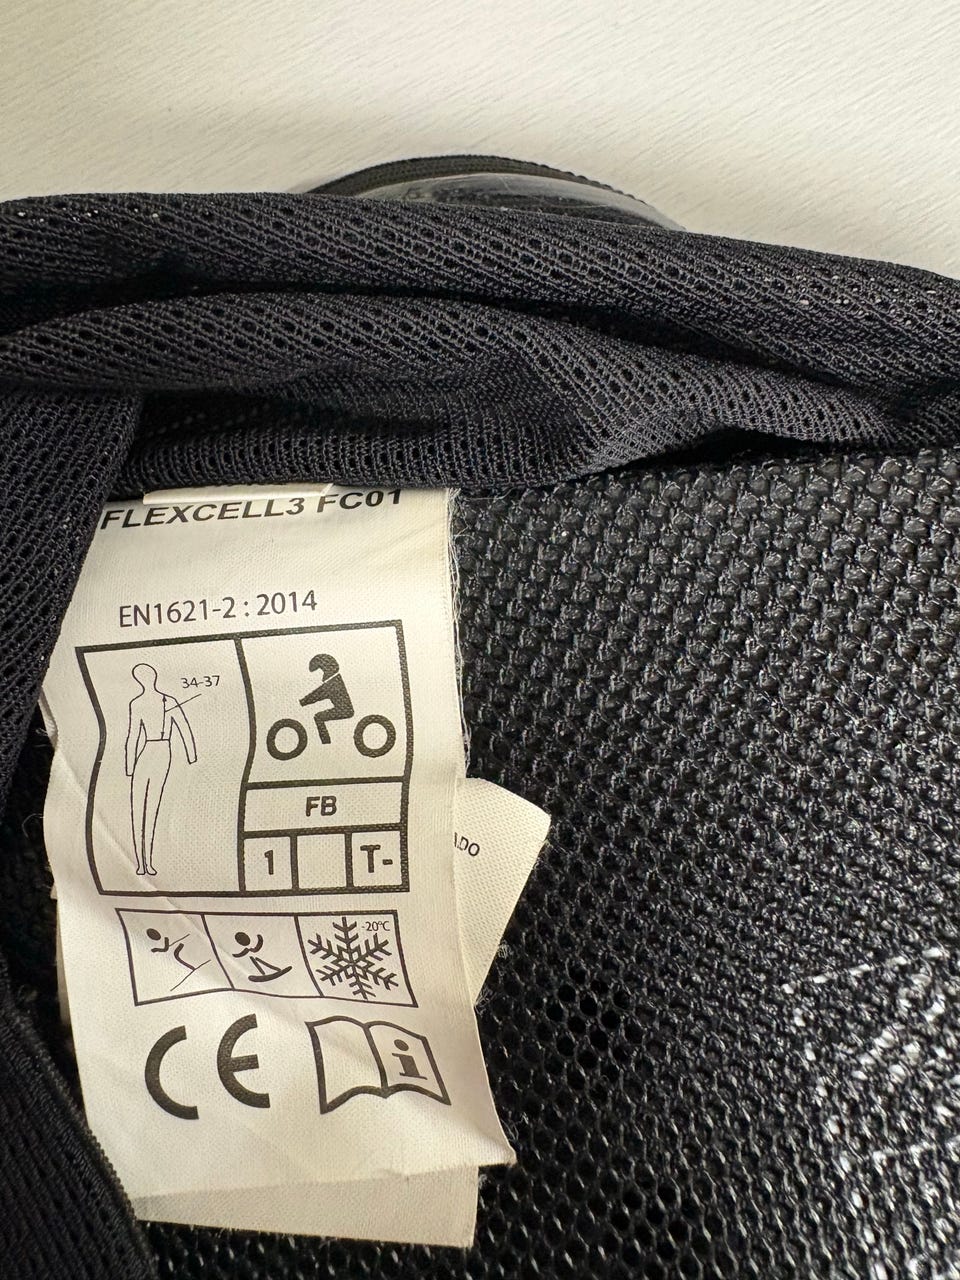 FLEXCELL3 FC01
EN1621-2 : 2014
34-37
FB
1 T-
-20°C
CE
i